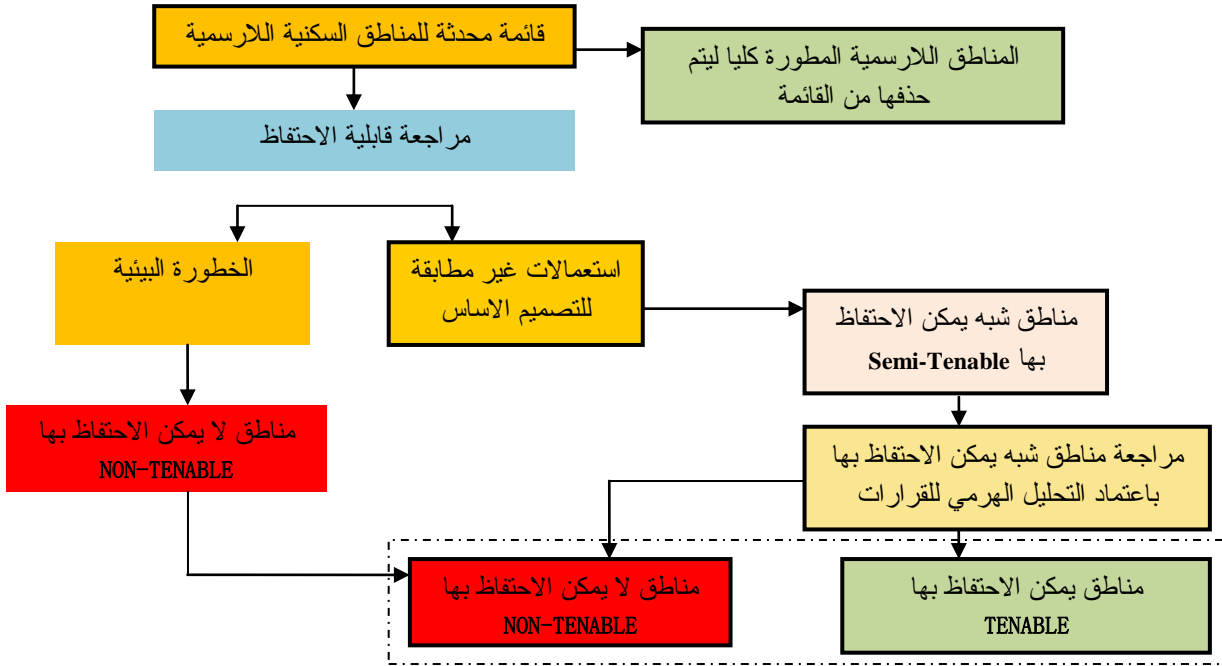 قائمة محدثة للمناطق السكنية اللارسمية
المناطق اللارسمية المطورة كليا ليتم
حذفها من القائمة
مراجعة قابلية الاحتفاظ
الخطورة البيئية
استعمالات غير مطابقة
للتصميم الاساس
مناطق شبه يمكن الاحتفاظ
بها Semi-Tenable
مناطق لا يمكن الاحتفاظ بها
NON-TENABLE
مراجعة مناطق شبه يمكن الاحتفاظ بها
باعتماد التحليل الهرمي للقرارات
مناطق لا يمكن الاحتفاظ بها
NON-TENABLE
مناطق يمكن الاحتفاظ بها
TENABLE